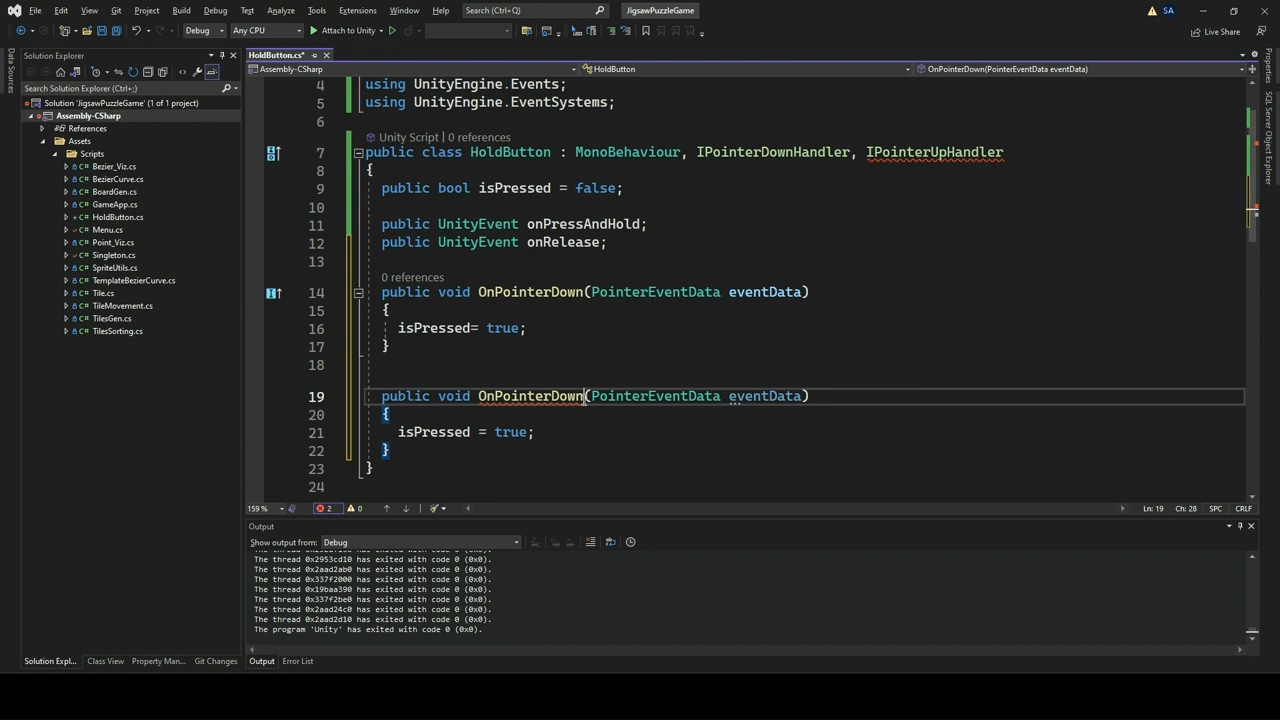 File Edit View Git Project Build Debug Test Analyze Tools Extensions Window Help Search (Ctrl+Q) JigsawPuzzleGame SA
Debug Any CPU Attach to Unity Live Share
Data Sources
Solution Explorer
Search Solution Explorer (Ctrl+;)
Solution 'JigsawPuzzleGame' (1 of 1 project)
Assembly-CSharp
References
Assets
Scripts
C# Bezier_Viz.cs
C# BezierCurve.cs
C# BoardGen.cs
C# GameApp.cs
C# HoldButton.cs
C# Menu.cs
C# Point_Viz.cs
C# Singleton.cs
C# SpriteUtils.cs
C# TemplateBezierCurve.cs
C# Tile.cs
C# TileMovement.cs
C# TilesGen.cs
C# TilesSorting.cs
Solution Expl... Class View Property Man... Git Changes
HoldButton.cs*
Assembly-CSharp HoldButton OnPointerDown(PointerEventData eventData)
4 using UnityEngine.Events;
5 using UnityEngine.EventSystems;
6
Unity Script | 0 references
7 public class HoldButton : MonoBehaviour, IPointerDownHandler, IPointerUpHandler
8 {
9 public bool isPressed = false;
10
11 public UnityEvent onPressAndHold;
12 public UnityEvent onRelease;
13
0 references
14 public void OnPointerDown(PointerEventData eventData)
15 {
16 isPressed= true;
17 }
18
19 public void OnPointerDown(PointerEventData eventData)
20 {
21 isPressed = true;
22 }
23 }
24
159 % 2 0 Ln: 19 Ch: 28 SPC CRLF
Output
Show output from: Debug
The thread 0x2953cd10 has exited with code 0 (0x0).
The thread 0x2aad2ab0 has exited with code 0 (0x0).
The thread 0x337f2000 has exited with code 0 (0x0).
The thread 0x19baa390 has exited with code 0 (0x0).
The thread 0x337f2be0 has exited with code 0 (0x0).
The thread 0x2aad24c0 has exited with code 0 (0x0).
The thread 0x2aad2d10 has exited with code 0 (0x0).
The program 'Unity' has exited with code 0 (0x0).
Output Error List
Properties
SQL Server Object Explorer